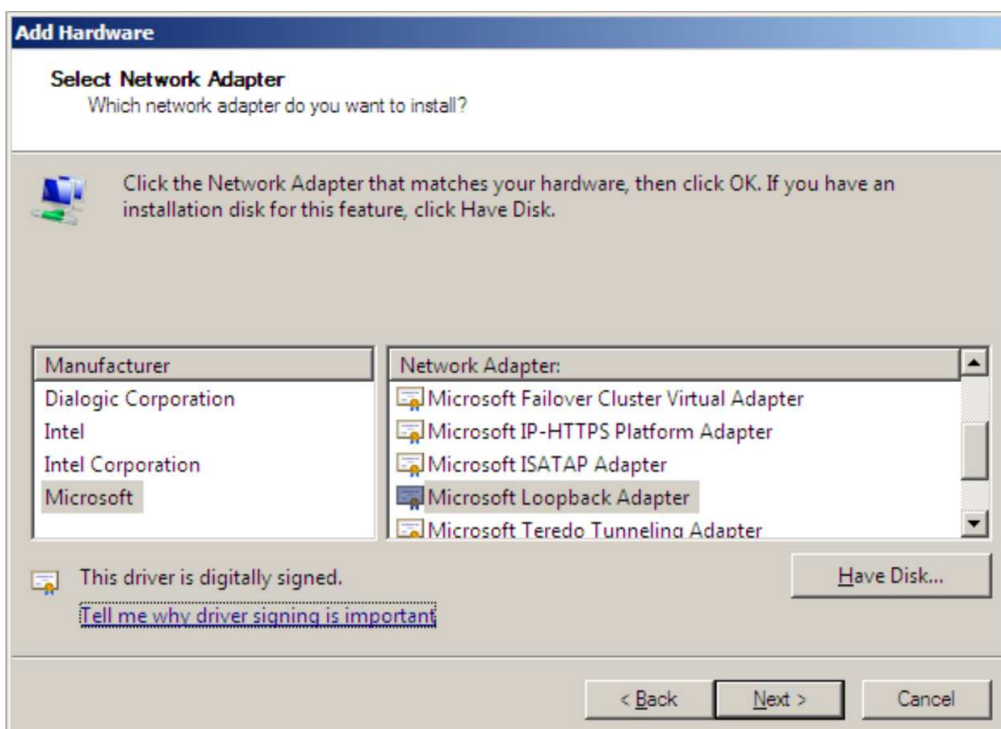 Add Hardware
Select Network Adapter
Which network adapter do you want to install?
Click the Network Adapter that matches your hardware, then click OK. If you have an
installation disk for this feature, click Have Disk.
Manufacturer
Dialogic Corporation
Intel
Intel Corporation
Microsoft
Network Adapter:
Microsoft Failover Cluster Virtual Adapter
Microsoft IP-HTTPS Platform Adapter
Microsoft ISATAP Adapter
Microsoft Loopback Adapter
Microsoft Teredo Tunneling Adapter
This driver is digitally signed.
Tell me why driver signing is important
Have Disk...
< Back
Next >
Cancel